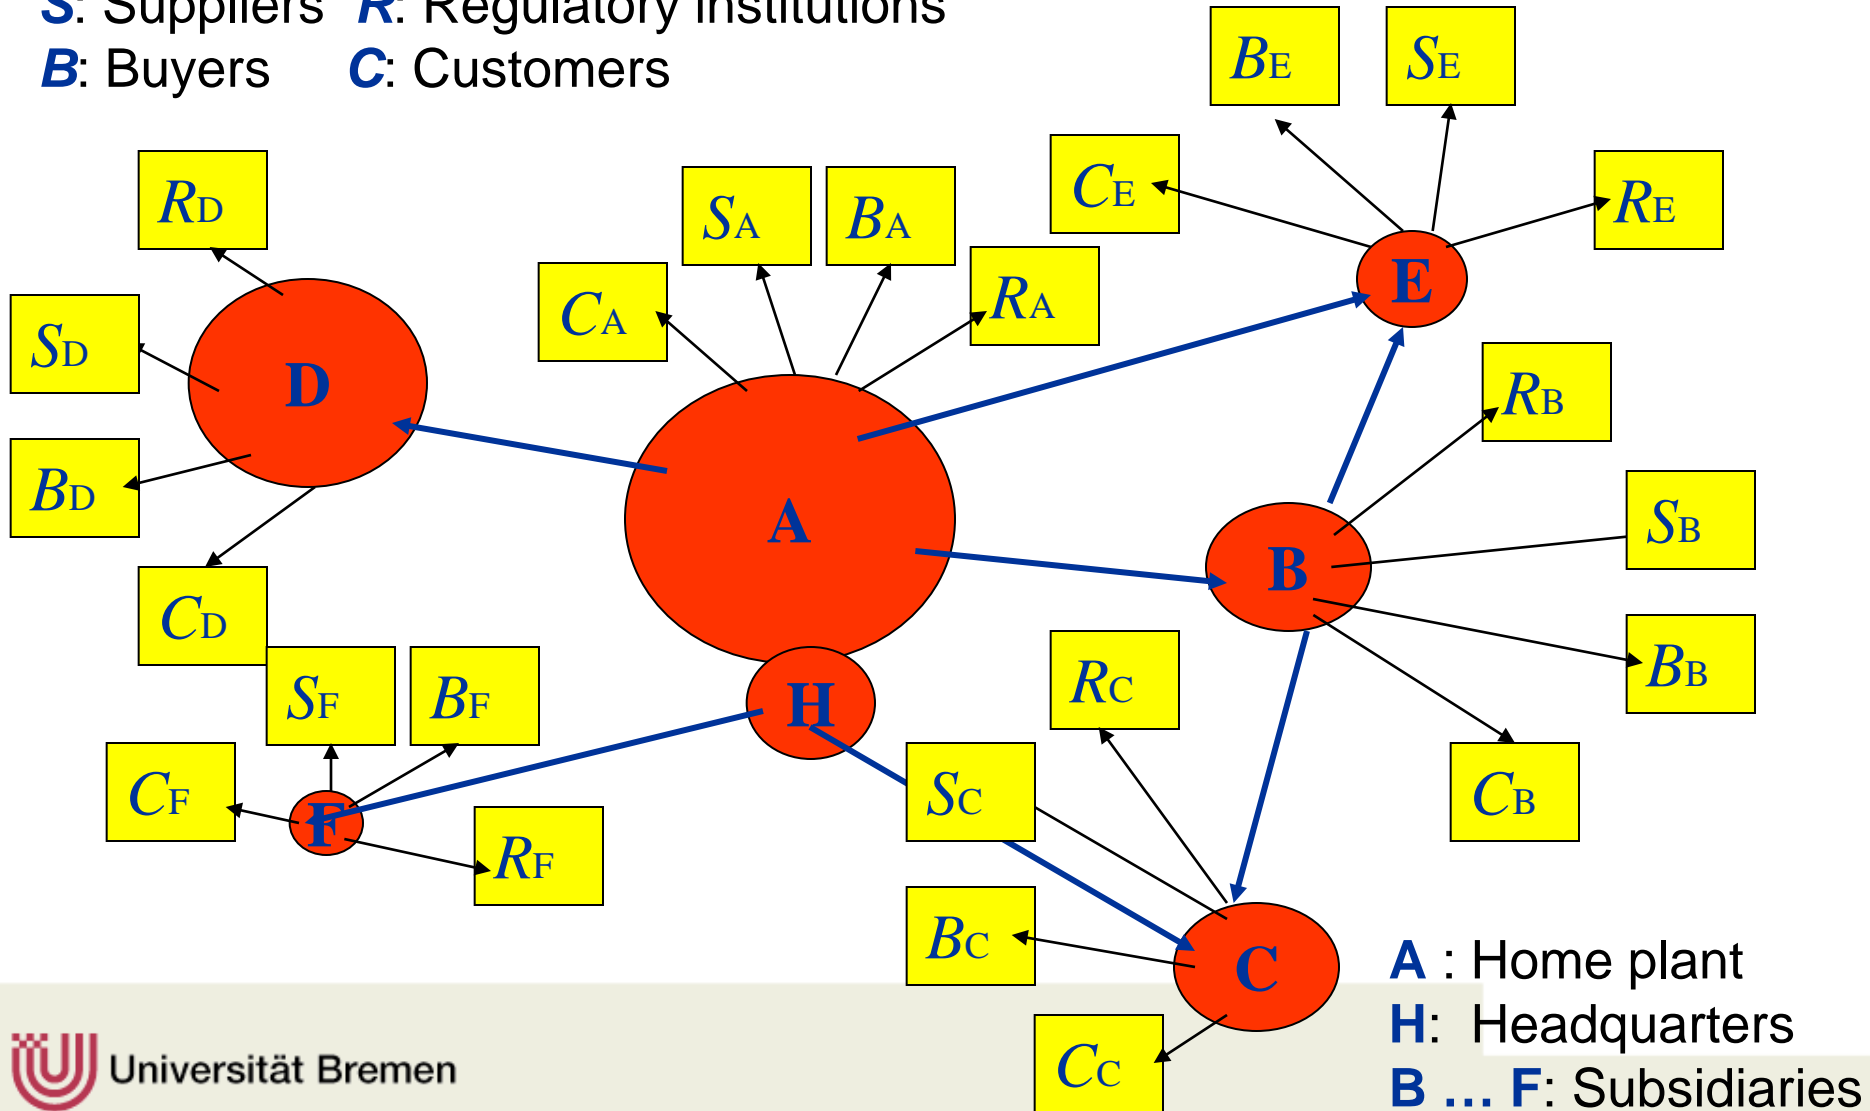 S: Suppliers R: Regulatory institutions
B: Buyers C: Customers
BE SE
CE RE
RD
SA BA
CA RA
SD
D
E
RB
BD
A
SB
B
CD
RC
BB
SF BF
H
CF
SC
CB
F
RF
BC
C
A : Home plant
H: Headquarters
CC
Universität Bremen
B ... F: Subsidiaries